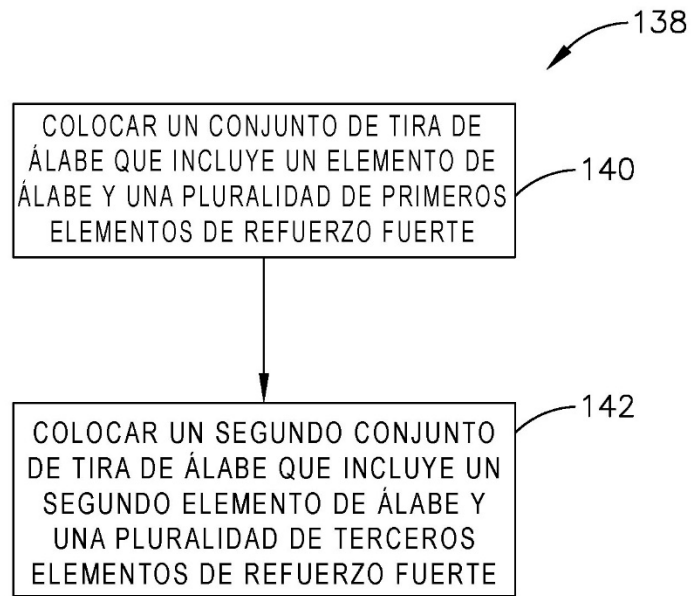 138
COLOCAR UN CONJUNTO DE TIRA DE
ÁLABE QUE INCLUYE UN ELEMENTO DE
ÁLABE Y UNA PLURALIDAD DE PRIMEROS
ELEMENTOS DE REFUERZO FUERTE
140
COLOCAR UN SEGUNDO CONJUNTO
DE TIRA DE ÁLABE QUE INCLUYE UN
SEGUNDO ELEMENTO DE ÁLABE Y
UNA PLURALIDAD DE TERCEROS
ELEMENTOS DE REFUERZO FUERTE
142